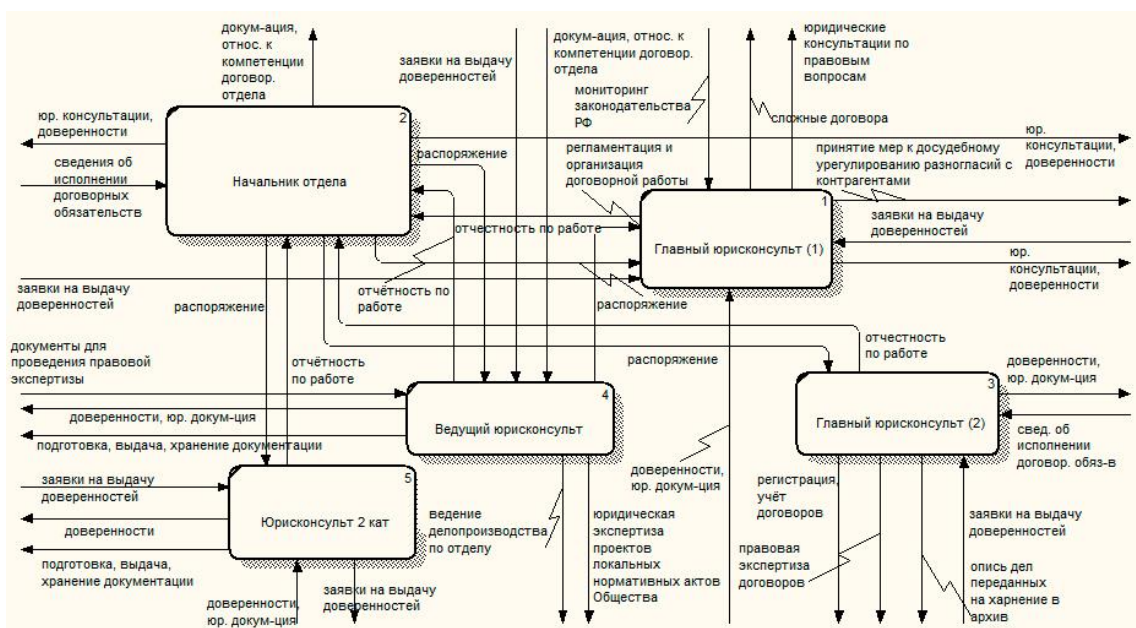 докум-ация,
относ. к
компетенции
договор.
отдела
заявки на выдачу
доверенностей
докум-ация, относ. к
компетенции договор.
отдела
мониторинг
законодательства
РФ
юридические
консультации по
правовым
вопросам
сложные договора
юр. консультации,
доверенности
2
Начальник отдела
распоряжение
регламентация и
организация
договорной работы
принятие мер к досудебному
урегулированию разногласий с
контрагентами
юр.
консультации,
доверенности
сведения об
исполнении
договорных
обязательств
1
Главный юрисконсульт (1)
заявки на выдачу
доверенностей
отчестность по работе
юр.
консультации,
доверенности
заявки на выдачу
доверенностей
отчётность по
работе
распоряжение
распоряжение
документы для
проведения правовой
экспертизы
отчётность
по работе
распоряжение
отчестность
по работе
доверенности,
юр. докум-ция
4
Ведущий юрисконсульт
3
Главный юрисконсульт (2)
доверенности, юр. докум-ция
подготовка, выдача, хранение документации
свед. об
исполнении
договор. обяз-в
заявки на выдачу
доверенностей
5
Юрисконсульт 2 кат
доверенности
подготовка, выдача,
хранение документации
ведение
делопроизводства
по отделу
юридическая
экспертиза
проектов
локальных
нормативных актов
Общества
доверенности,
юр. докум-ция
регистрация,
учёт
договоров
правовая
экспертиза
договоров
заявки на выдачу
доверенностей
опись дел
переданных
на харнение в
архив
доверенности,
юр. докум-ция
заявки на выдачу
доверенностей